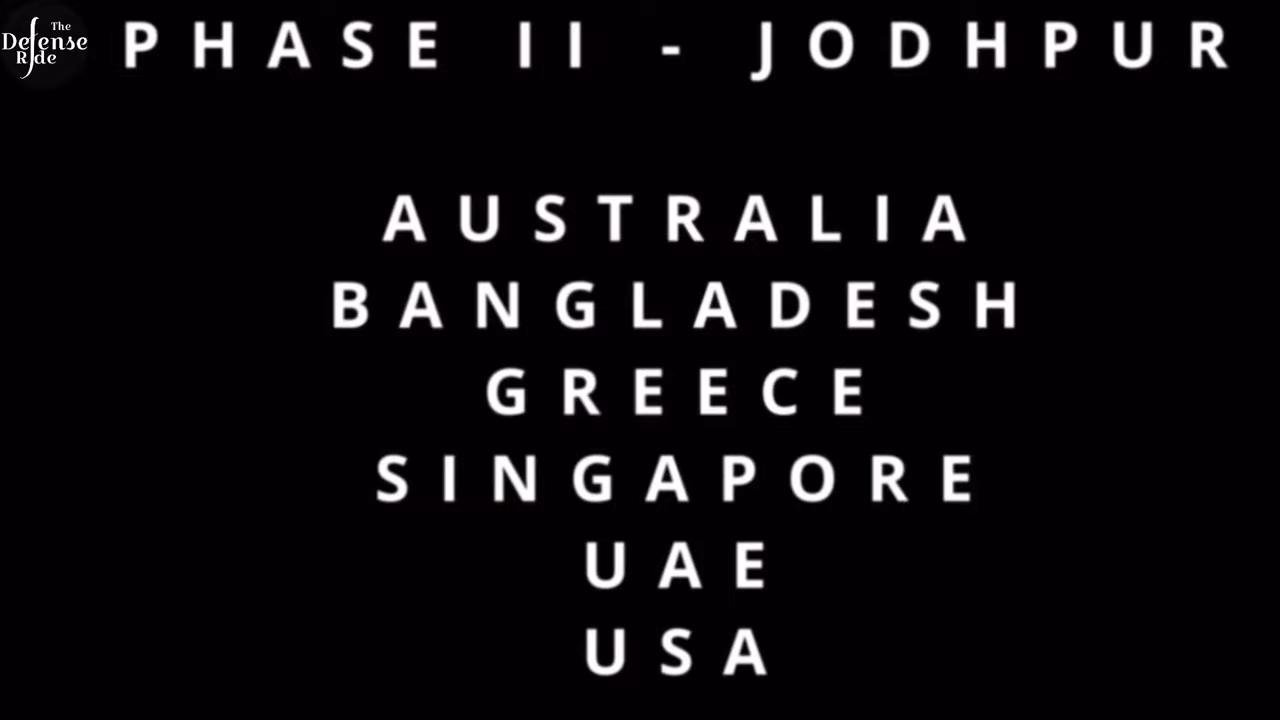 The
Defense
Ride
PHASE II - JODHPUR
AUSTRALIA
BANGLADESH
GREECE
SINGAPORE
UAE
USA